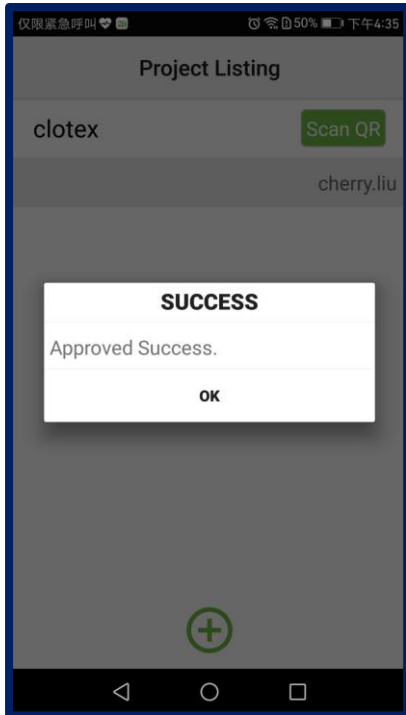 仅限紧急呼叫 50% 下午4:35
Project Listing
clotex Scan QR
cherry.liu
SUCCESS
Approved Success.
OK